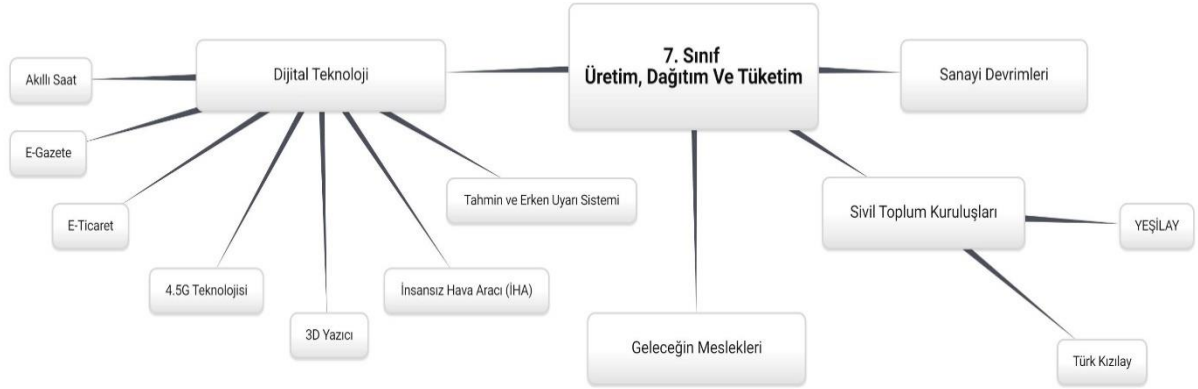 7. Sınıf
Üretim, Dağıtım Ve Tüketim
Dijital Teknoloji
Akıllı Saat
E-Gazete
E-Ticaret
4.5G Teknolojisi
3D Yazıcı
İnsansız Hava Aracı (İHA)
Tahmin ve Erken Uyarı Sistemi
Sanayi Devrimleri
Sivil Toplum Kuruluşları
YEŞİLAY
Türk Kızılay
Geleceğin Meslekleri